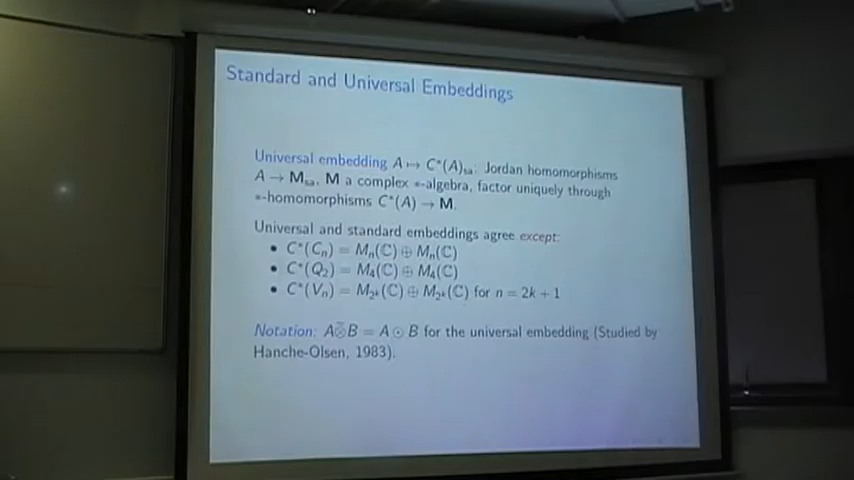 Standard and Universal Embeddings
Universal embedding A ↦ C*(A)sa: Jordan homomorphisms
A → Msa, M a complex *-algebra, factor uniquely through
*-homomorphisms C*(A) → M.
Universal and standard embeddings agree except:
• C*(Cn) = Mn(ℂ) ⊕ Mn(ℂ)
• C*(Q2) = M4(ℂ) ⊕ M4(ℂ)
• C*(Vn) = M2k(ℂ) ⊕ M2k(ℂ) for n = 2k + 1
Notation: A⊗̃B = A ⊙ B for the universal embedding (Studied by
Hanche-Olsen, 1983).